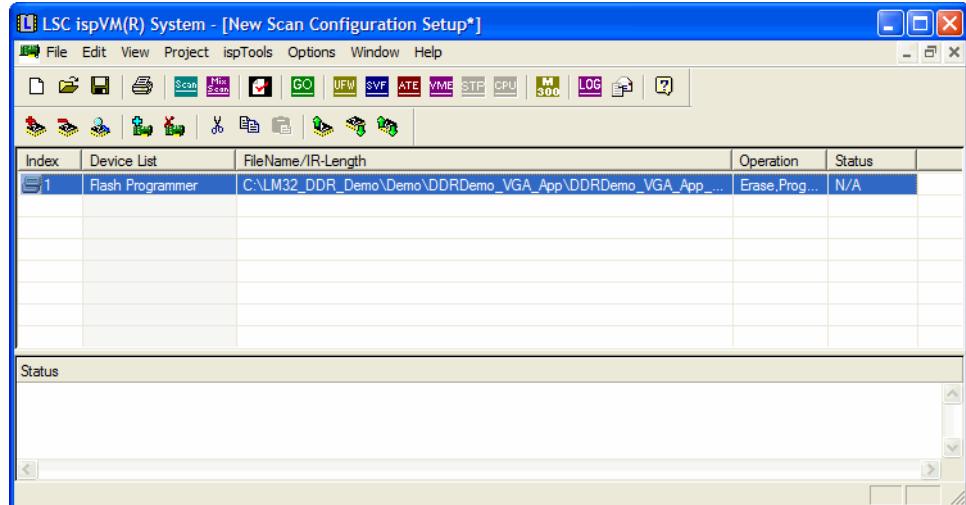 LSC ispVM(R) System - [New Scan Configuration Setup*]
File Edit View Project ispTools Options Window Help
Scan Mix Scan GO UFW SVF ATE VME STP CPU M 300 LOG
Index Device List FileName/IR-Length Operation Status
1 Flash Programmer C:\LM32_DDR_Demo\Demo\DDRDemo_VGA_App\DDRDemo_VGA_App_... Erase,Prog... N/A
Status